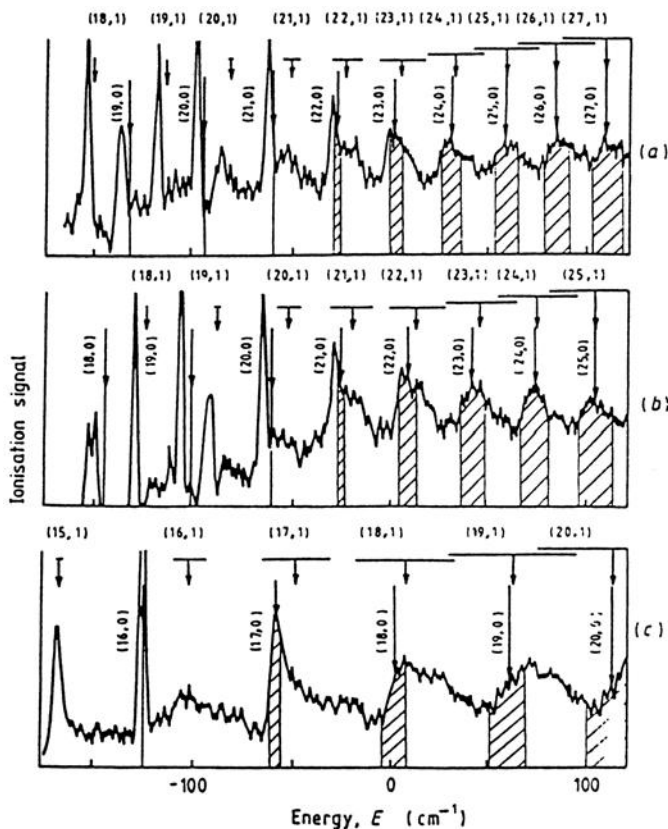 (18,1) (19,1) (20,1) (21,1) (22,1) (23,1) (24,1) (25,1) (26,1) (27,1)
(19,0) (20,0) (21,0) (22,0) (23,0) (24,0) (25,0) (26,0) (27,0)
(a)
(18,1) (19,1) (20,1) (21,1) (22,1) (23,1) (24,1) (25,1)
(18,0) (19,0) (20,0) (21,0) (22,0) (23,0) (24,0) (25,0)
(b)
Ionisation signal
(15,1) (16,1) (17,1) (18,1) (19,1) (20,1)
(16,0) (17,0) (18,0) (19,0) (20,
(c)
-100 0 100
Energy, E (cm⁻¹)